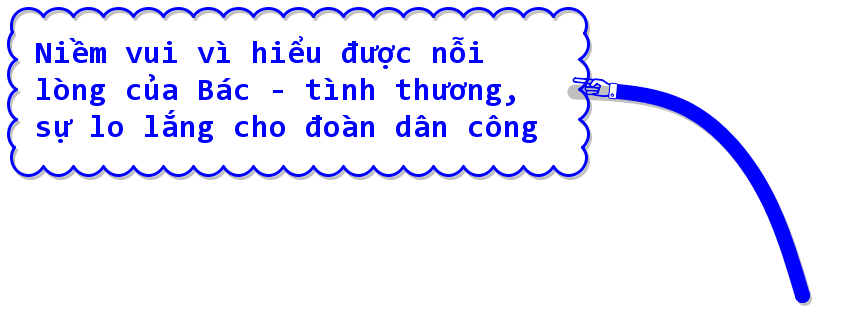 Niềm vui vì hiểu được nỗi
lòng của Bác - tình thương,
sự lo lắng cho đoàn dân công